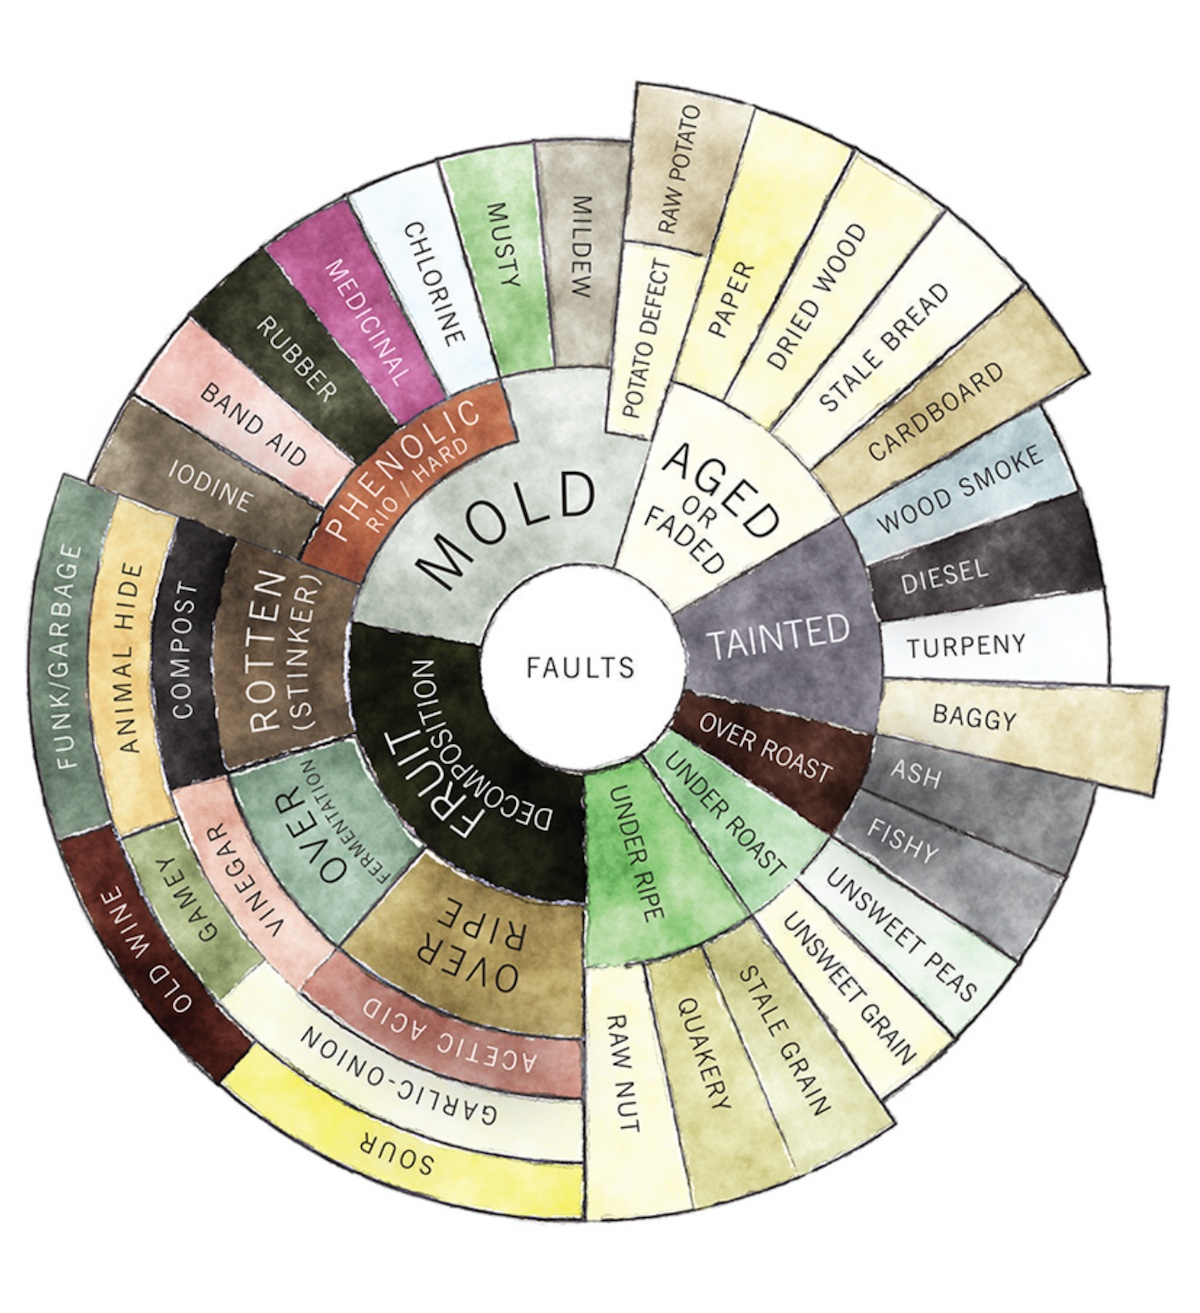 FAULTS
MOLD
PHENOLIC
RIO / HARD
IODINE
BAND AID
RUBBER
MEDICINAL
CHLORINE
MUSTY
MILDEW
POTATO DEFECT
RAW POTATO
AGED
OR
FADED
PAPER
DRIED WOOD
STALE BREAD
CARDBOARD
TAINTED
WOOD SMOKE
DIESEL
TURPENY
BAGGY
OVER ROAST
ASH
FISHY
UNDER ROAST
UNSWEET PEAS
UNSWEET GRAIN
UNDER RIPE
STALE GRAIN
QUAKERY
RAW NUT
FRUIT
DECOMPOSITION
OVER
RIPE
ACETIC ACID
GARLIC-ONION
SOUR
OVER
FERMENTATION
VINEGAR
GAMEY
OLD WINE
ROTTEN
(STINKER)
COMPOST
ANIMAL HIDE
FUNK/GARBAGE